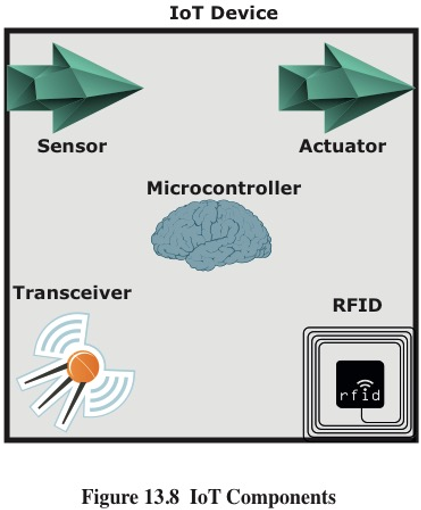 IoT Device
Sensor
Actuator
Microcontroller
Transceiver
RFID
rfid
Figure 13.8 IoT Components